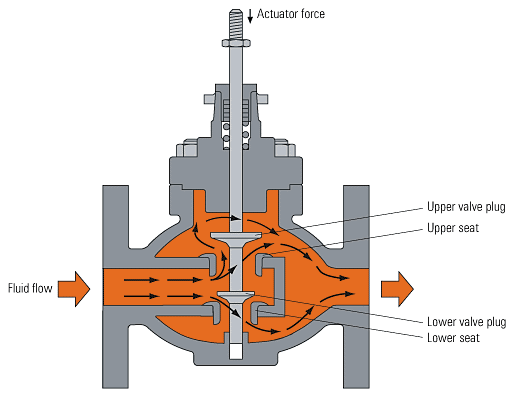 Actuator force
Upper valve plug
Upper seat
Fluid flow
Lower valve plug
Lower seat